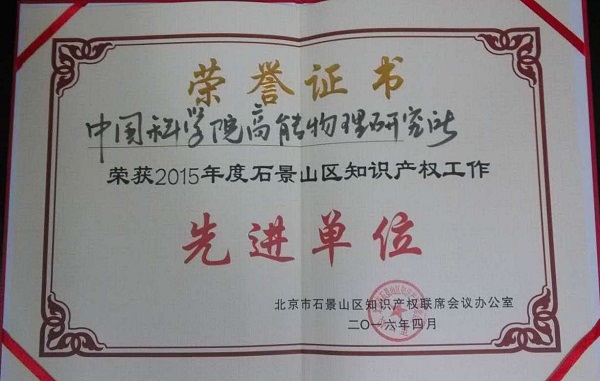 荣誉证书
中国科学院高能物理研究所
荣获2015年度石景山区知识产权工作
先进单位
北京市石景山区知识产权联席会议办公室
二〇一六年四月